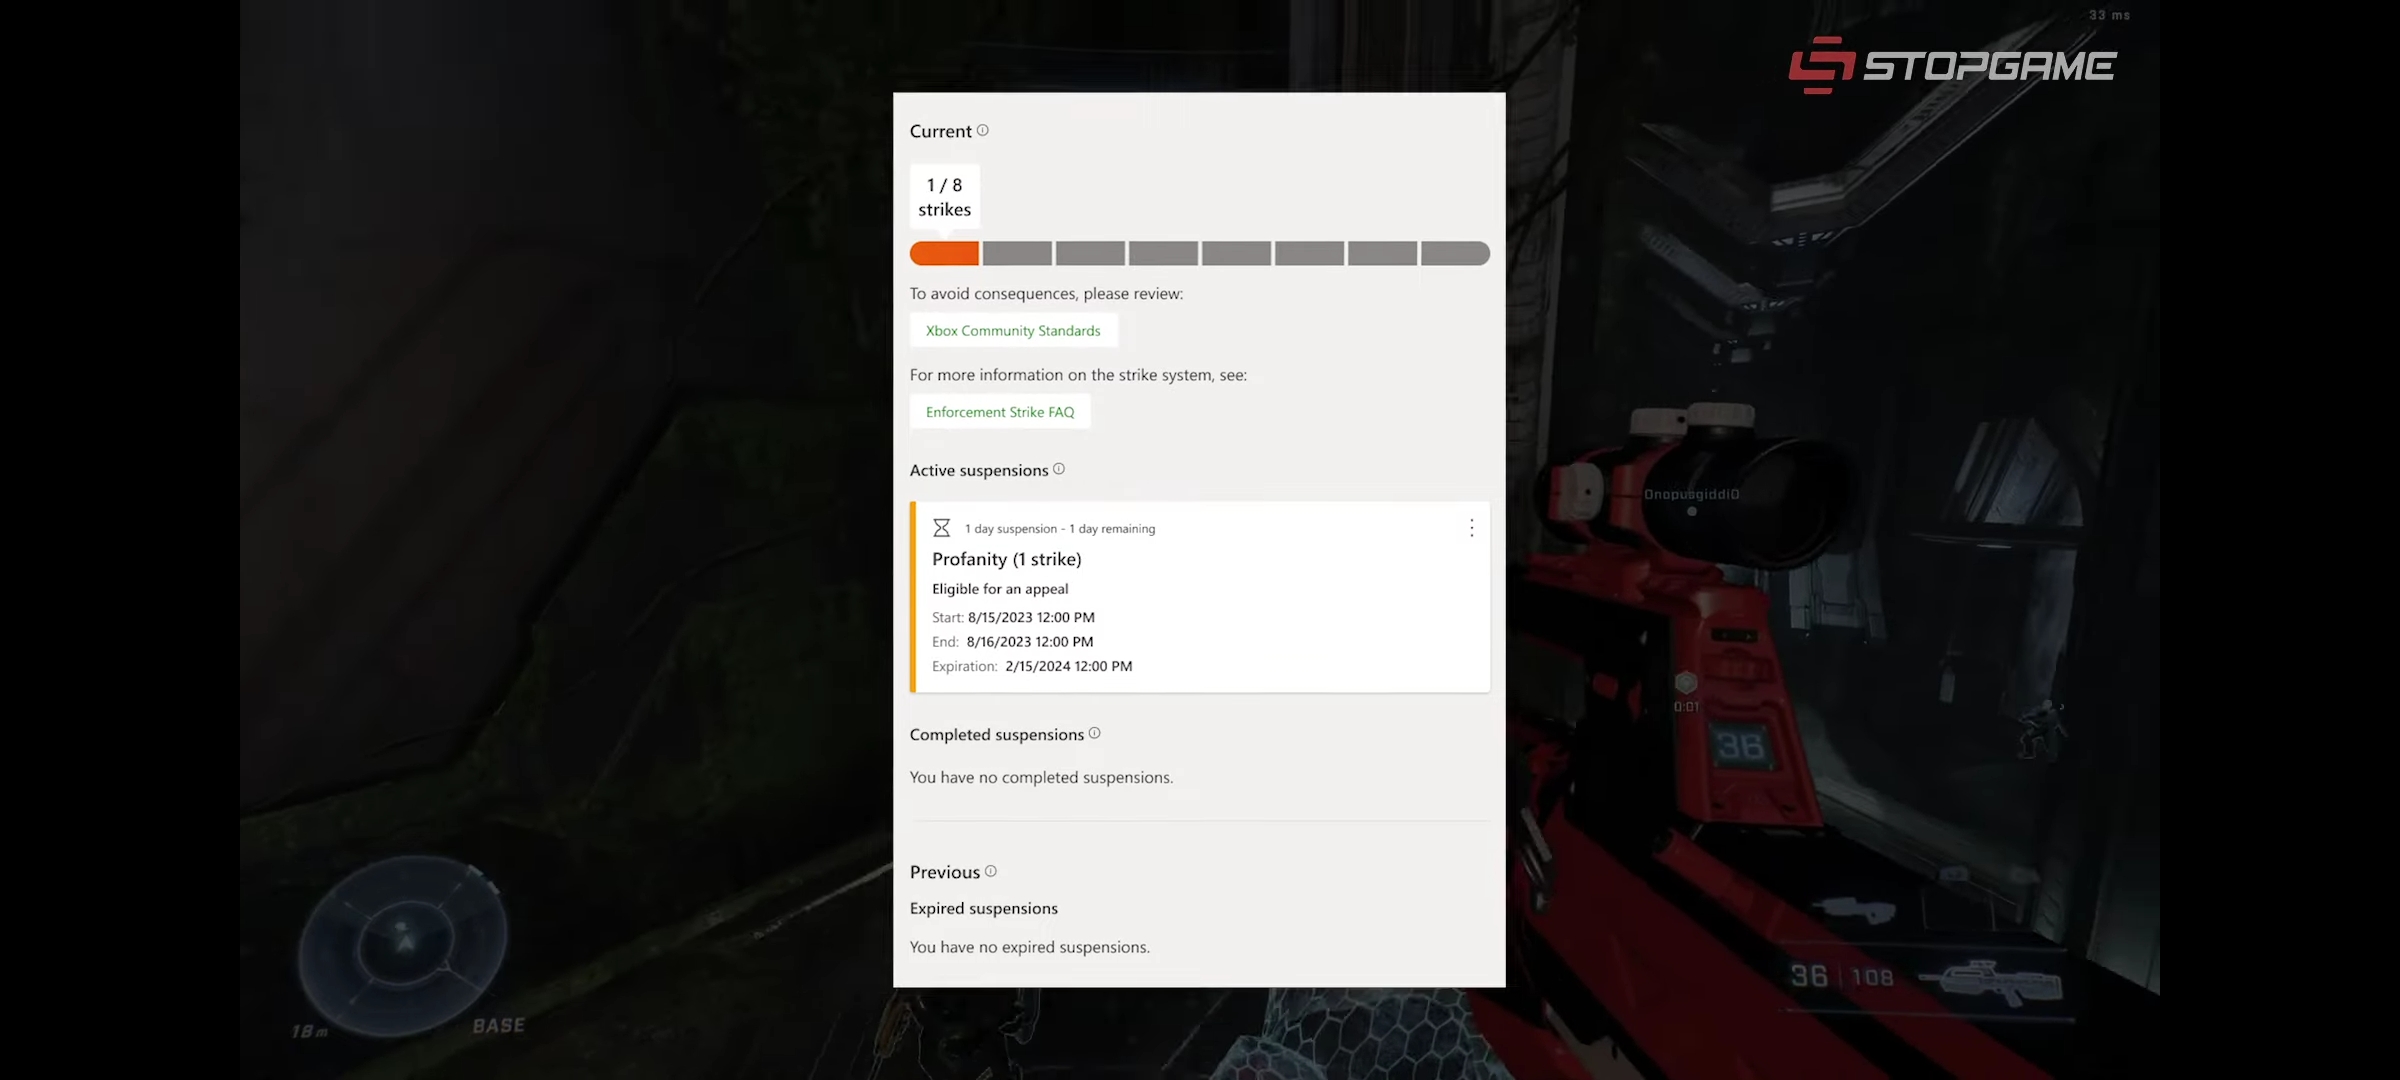 33 ms
STOPGAME
Current
1 / 8
strikes
To avoid consequences, please review:
Xbox Community Standards
For more information on the strike system, see:
Enforcement Strike FAQ
Active suspensions
1 day suspension - 1 day remaining
Profanity (1 strike)
Eligible for an appeal
Start: 8/15/2023 12:00 PM
End: 8/16/2023 12:00 PM
Expiration: 2/15/2024 12:00 PM
Completed suspensions
You have no completed suspensions.
Previous
Expired suspensions
You have no expired suspensions.
OnopusgiddiO
0:01
36
36 | 108
18m
BASE